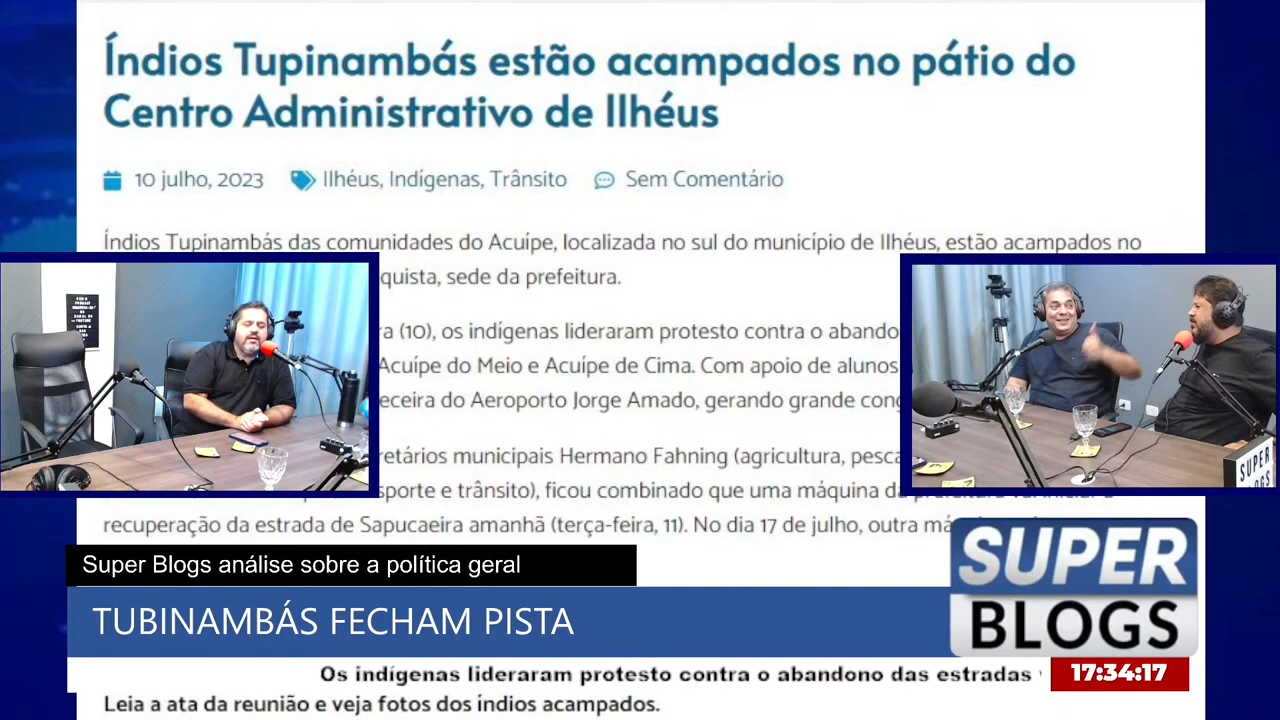 Índios Tupinambás estão acampados no pátio do
Centro Administrativo de Ilhéus
10 julho, 2023 Ilhéus, Indígenas, Trânsito Sem Comentário
Índios Tupinambás das comunidades do Acuípe, localizada no sul do município de Ilhéus, estão acampados no
quista, sede da prefeitura.
a (10), os indígenas lideraram protesto contra o abando
Acuípe do Meio e Acuípe de Cima. Com apoio de alunos
eceira do Aeroporto Jorge Amado, gerando grande cong
retários municipais Hermano Fahning (agricultura, pesca
sporte e trânsito), ficou combinado que uma máquina da
recuperação da estrada de Sapucaeira amanhã (terça-feira, 11). No dia 17 de julho, outra
SUPER
BLOGS
Super Blogs análise sobre a política geral
TUBINAMBÁS FECHAM PISTA
SUPER
BLOGS
Os indígenas lideraram protesto contra o abandono das estradas
17:34:17
Leia a ata da reunião e veja fotos dos índios acampados.